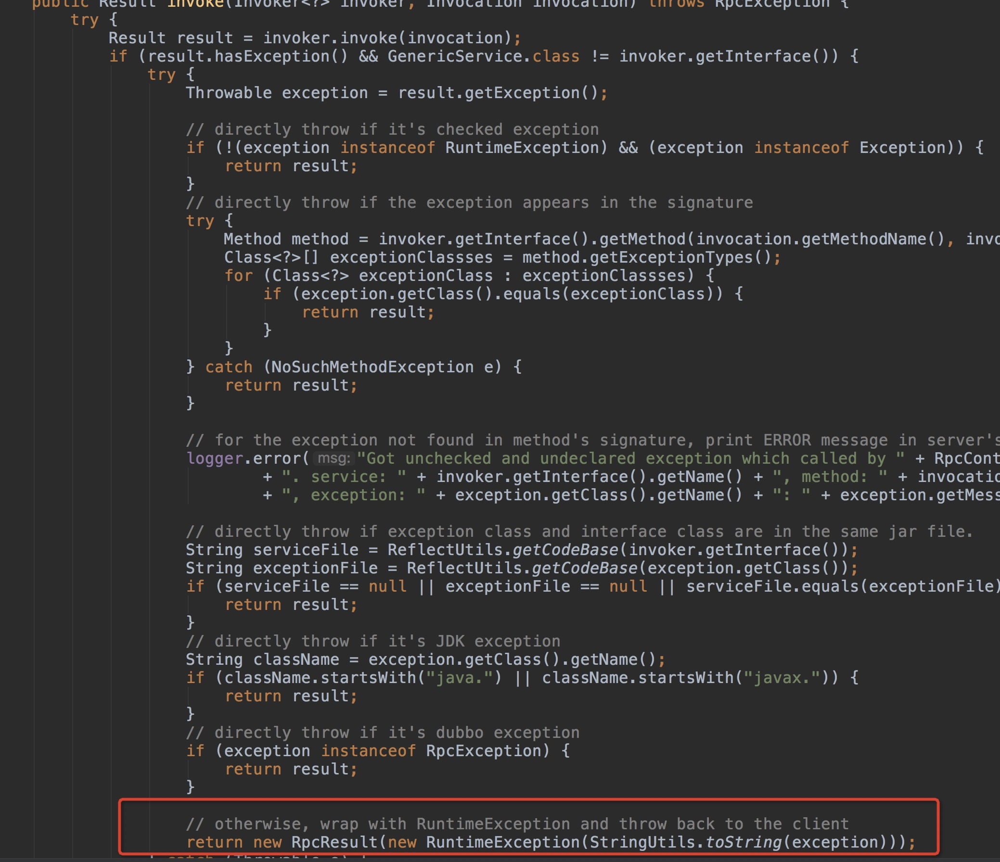 public Result invoke(Invoker<?> invoker, Invocation invocation) throws RpcException {
try {
Result result = invoker.invoke(invocation);
if (result.hasException() && GenericService.class != invoker.getInterface()) {
try {
Throwable exception = result.getException();
// directly throw if it's checked exception
if (!(exception instanceof RuntimeException) && (exception instanceof Exception)) {
return result;
}
// directly throw if the exception appears in the signature
try {
Method method = invoker.getInterface().getMethod(invocation.getMethodName(), invo
Class<?>[] exceptionClassses = method.getExceptionTypes();
for (Class<?> exceptionClass : exceptionClassses) {
if (exception.getClass().equals(exceptionClass)) {
return result;
}
}
} catch (NoSuchMethodException e) {
return result;
}
// for the exception not found in method's signature, print ERROR message in server's
logger.error( msg: "Got unchecked and undeclared exception which called by " + RpcCont
+ ". service: " + invoker.getInterface().getName() + ", method: " + invocatio
+ ", exception: " + exception.getClass().getName() + ": " + exception.getMess
// directly throw if exception class and interface class are in the same jar file.
String serviceFile = ReflectUtils.getCodeBase(invoker.getInterface());
String exceptionFile = ReflectUtils.getCodeBase(exception.getClass());
if (serviceFile == null || exceptionFile == null || serviceFile.equals(exceptionFile)
return result;
}
// directly throw if it's JDK exception
String className = exception.getClass().getName();
if (className.startsWith("java.") || className.startsWith("javax.")) {
return result;
}
// directly throw if it's dubbo exception
if (exception instanceof RpcException) {
return result;
}
// otherwise, wrap with RuntimeException and throw back to the client
return new RpcResult(new RuntimeException(StringUtils.toString(exception)));
} catch (Throwable e) {